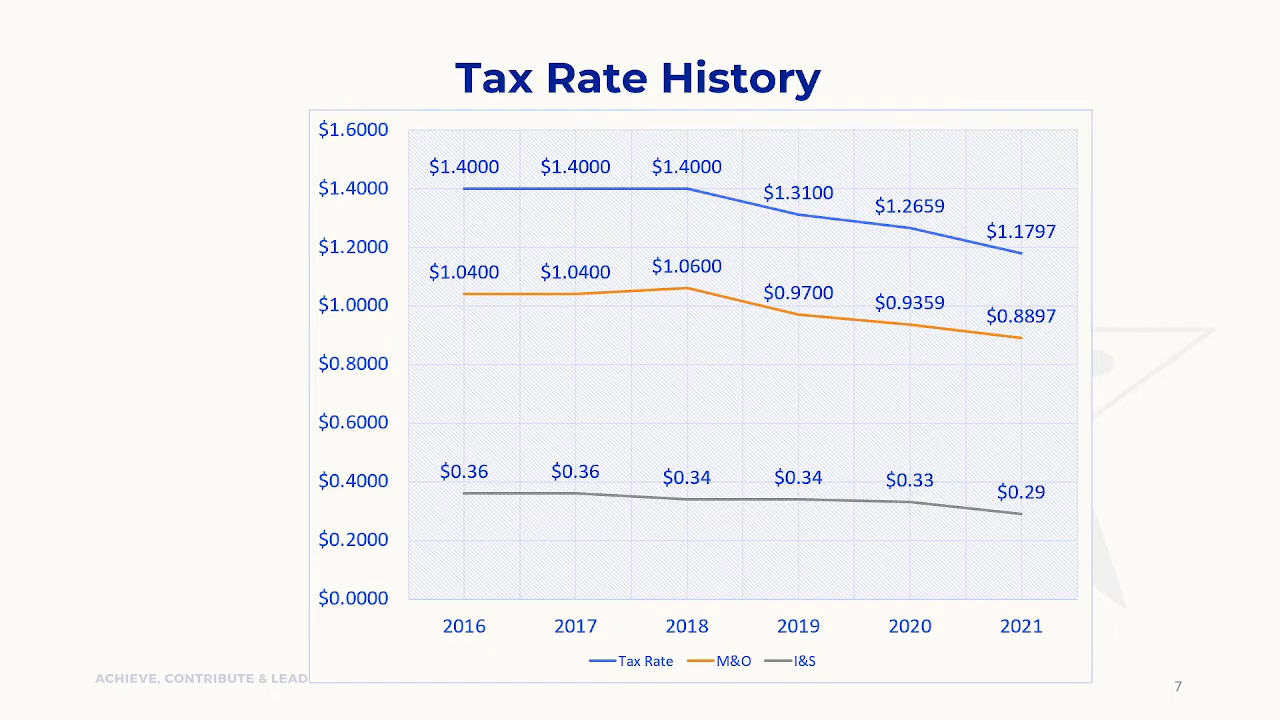 Tax Rate History
$1.6000
$1.4000
$1.2000
$1.0000
$0.8000
$0.6000
$0.4000
$0.2000
$0.0000
$1.4000 $1.4000 $1.4000 $1.3100 $1.2659 $1.1797
$1.0400 $1.0400 $1.0600 $0.9700 $0.9359 $0.8897
$0.36 $0.36 $0.34 $0.34 $0.33 $0.29
2016 2017 2018 2019 2020 2021
Tax Rate M&O I&S
ACHIEVE, CONTRIBUTE & LEAD
7